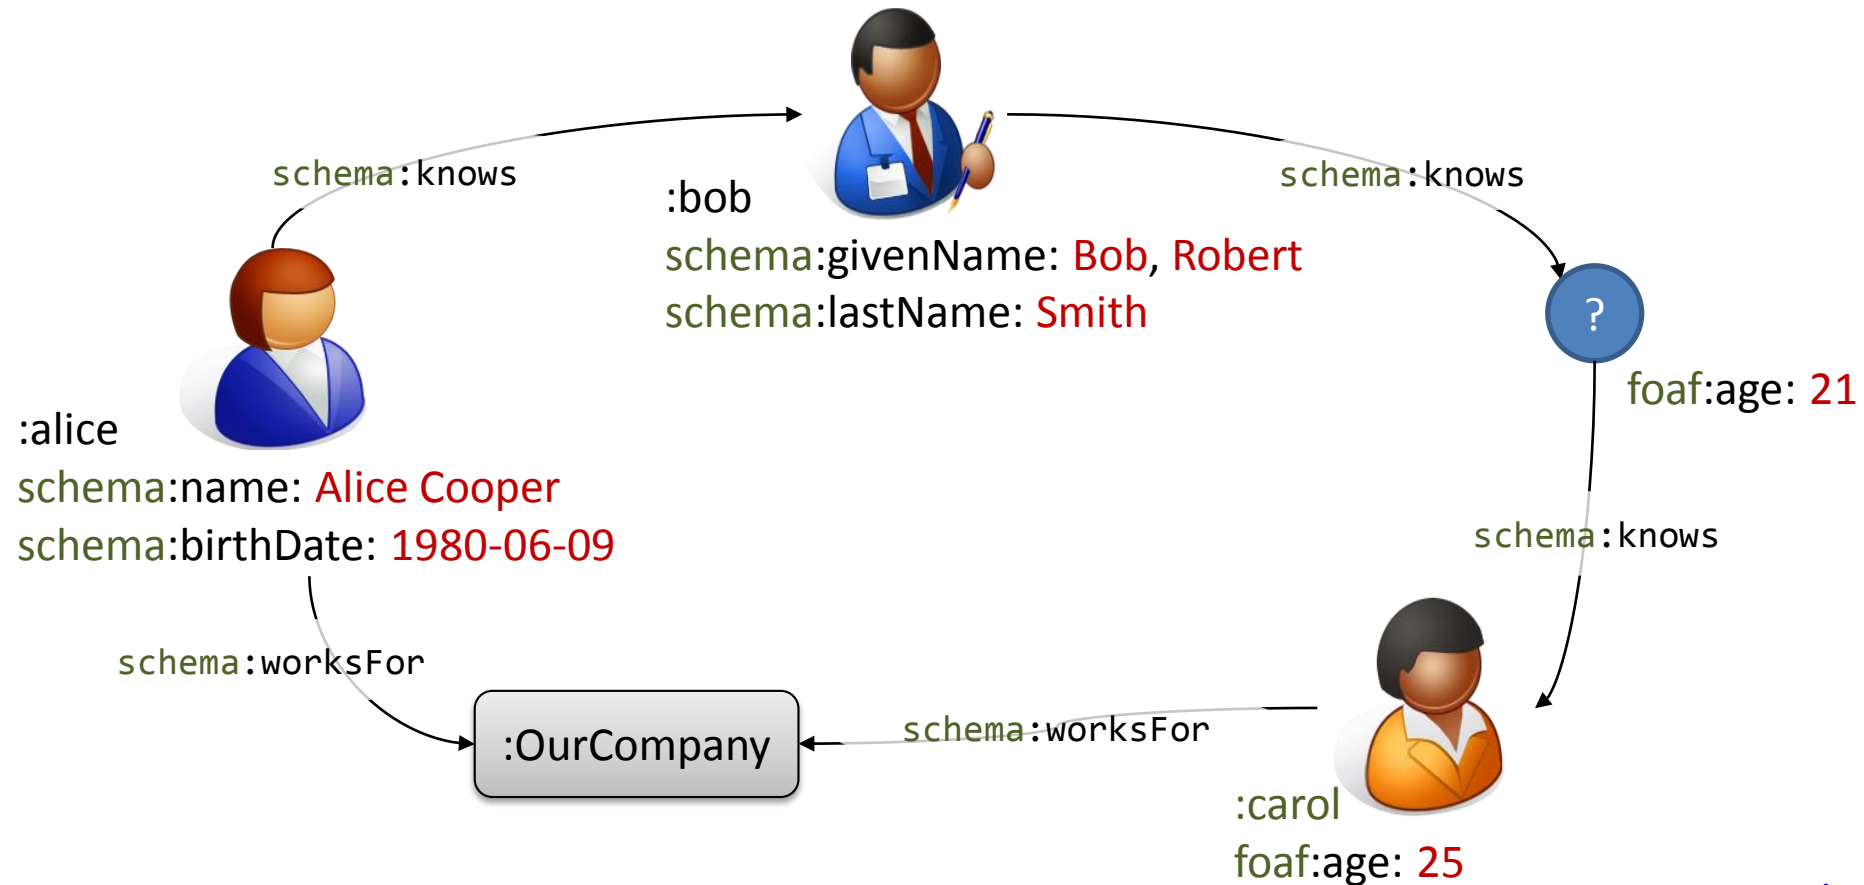 schema:knows
schema:knows
:bob
schema:givenName: Bob, Robert
schema:lastName: Smith
?
foaf:age: 21
:alice
schema:name: Alice Cooper
schema:birthDate: 1980-06-09
schema:knows
schema:worksFor
:OurCompany
schema:worksFor
:carol
foaf:age: 25